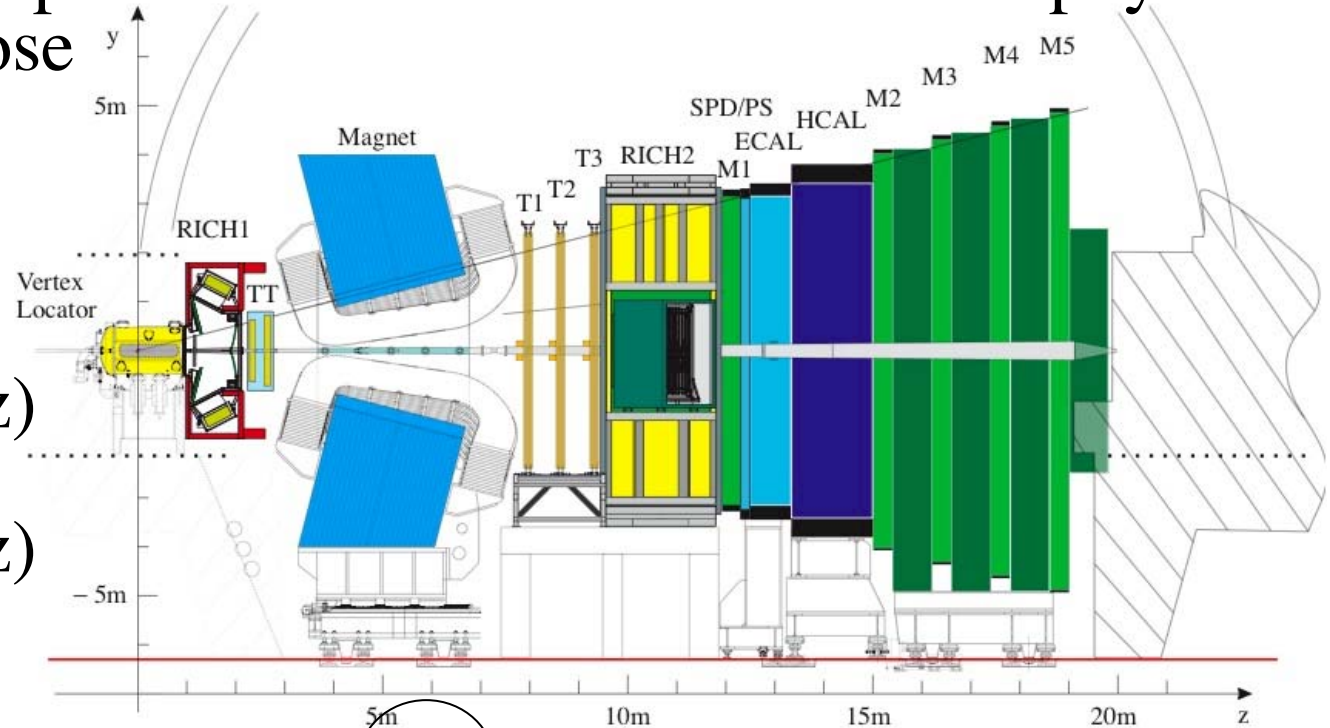 ose
y
5m
M5
M4
M3
M2
SPD/PS
HCAL
ECAL
Magnet
T3
RICH2
M1
T2
T1
RICH1
TT
Vertex
Locator
z)
z)
– 5m
5m
10m
15m
20m
z